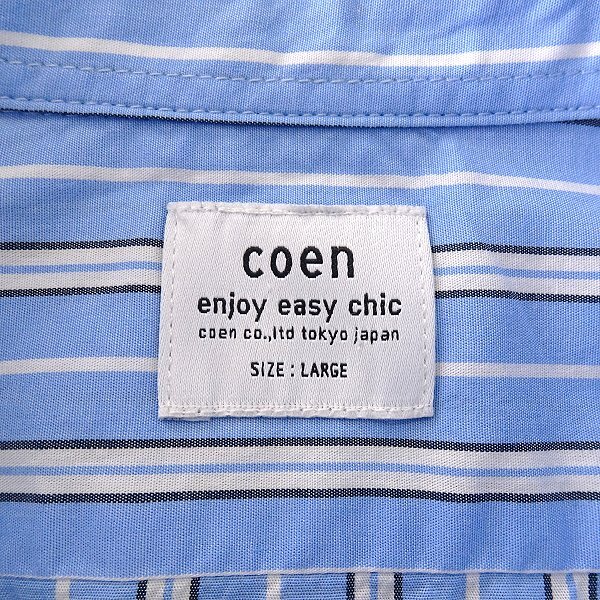 coen
enjoy easy chic
coen co.,ltd tokyo japan
SIZE : LARGE